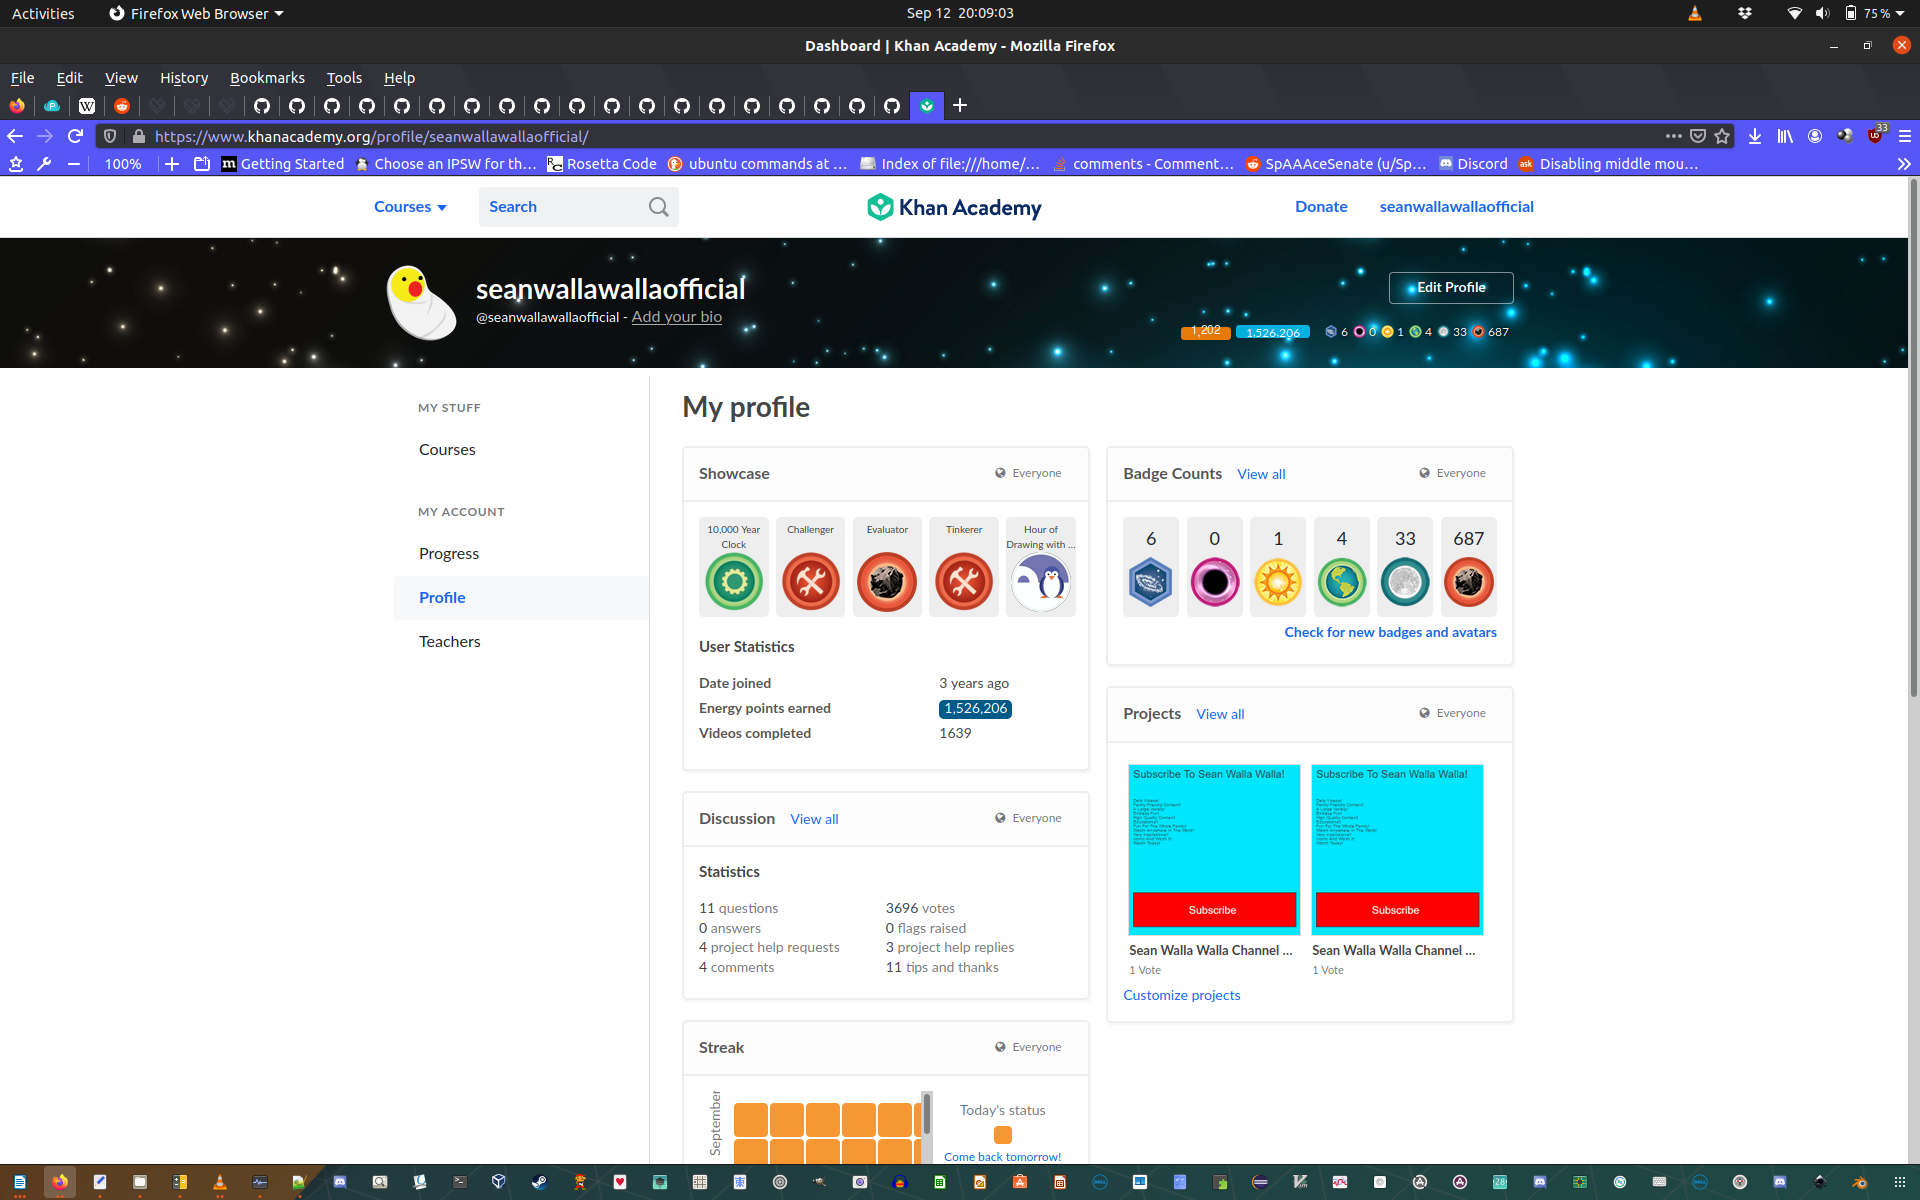 Activities
Firefox Web Browser
Sep 12 20:09:03
75 %
Dashboard | Khan Academy - Mozilla Firefox
File Edit View History Bookmarks Tools Help
https://www.khanacademy.org/profile/seanwallawallaofficial/
33
100%
Getting Started
Choose an IPSW for th...
Rosetta Code
ubuntu commands at ...
Index of file:///home/...
comments - Comment...
SpAAAceSenate (u/Sp...
Discord
Disabling middle mou...
Courses
Search
Khan Academy
Donate
seanwallawallaofficial
seanwallawallaofficial
@seanwallawallaofficial - Add your bio
Edit Profile
1,202
1,526,206
6 0 1 4 33 687
MY STUFF
Courses
MY ACCOUNT
Progress
Profile
Teachers
My profile
Showcase
Everyone
10,000 Year Clock
Challenger
Evaluator
Tinkerer
Hour of Drawing with ...
User Statistics
Date joined 3 years ago
Energy points earned 1,526,206
Videos completed 1639
Badge Counts View all
Everyone
6 0 1 4 33 687
Check for new badges and avatars
Projects View all
Everyone
Subscribe To Sean Walla Walla!
Subscribe
Sean Walla Walla Channel ...
1 Vote
Subscribe To Sean Walla Walla!
Subscribe
Sean Walla Walla Channel ...
1 Vote
Customize projects
Discussion View all
Everyone
Statistics
11 questions
0 answers
4 project help requests
4 comments
3696 votes
0 flags raised
3 project help replies
11 tips and thanks
Streak
Everyone
September
Today's status
Come back tomorrow!